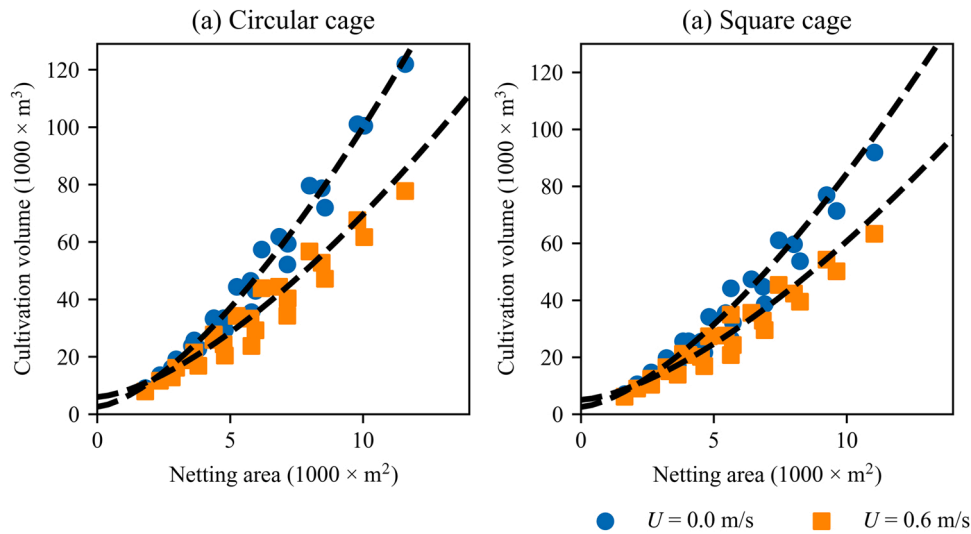 (a) Circular cage
(a) Square cage
Cultivation volume (1000 × m³)
120
100
80
60
40
20
0
0
5
10
Netting area (1000 × m²)
Cultivation volume (1000 × m³)
120
100
80
60
40
20
0
0
5
10
Netting area (1000 × m²)
U = 0.0 m/s
U = 0.6 m/s